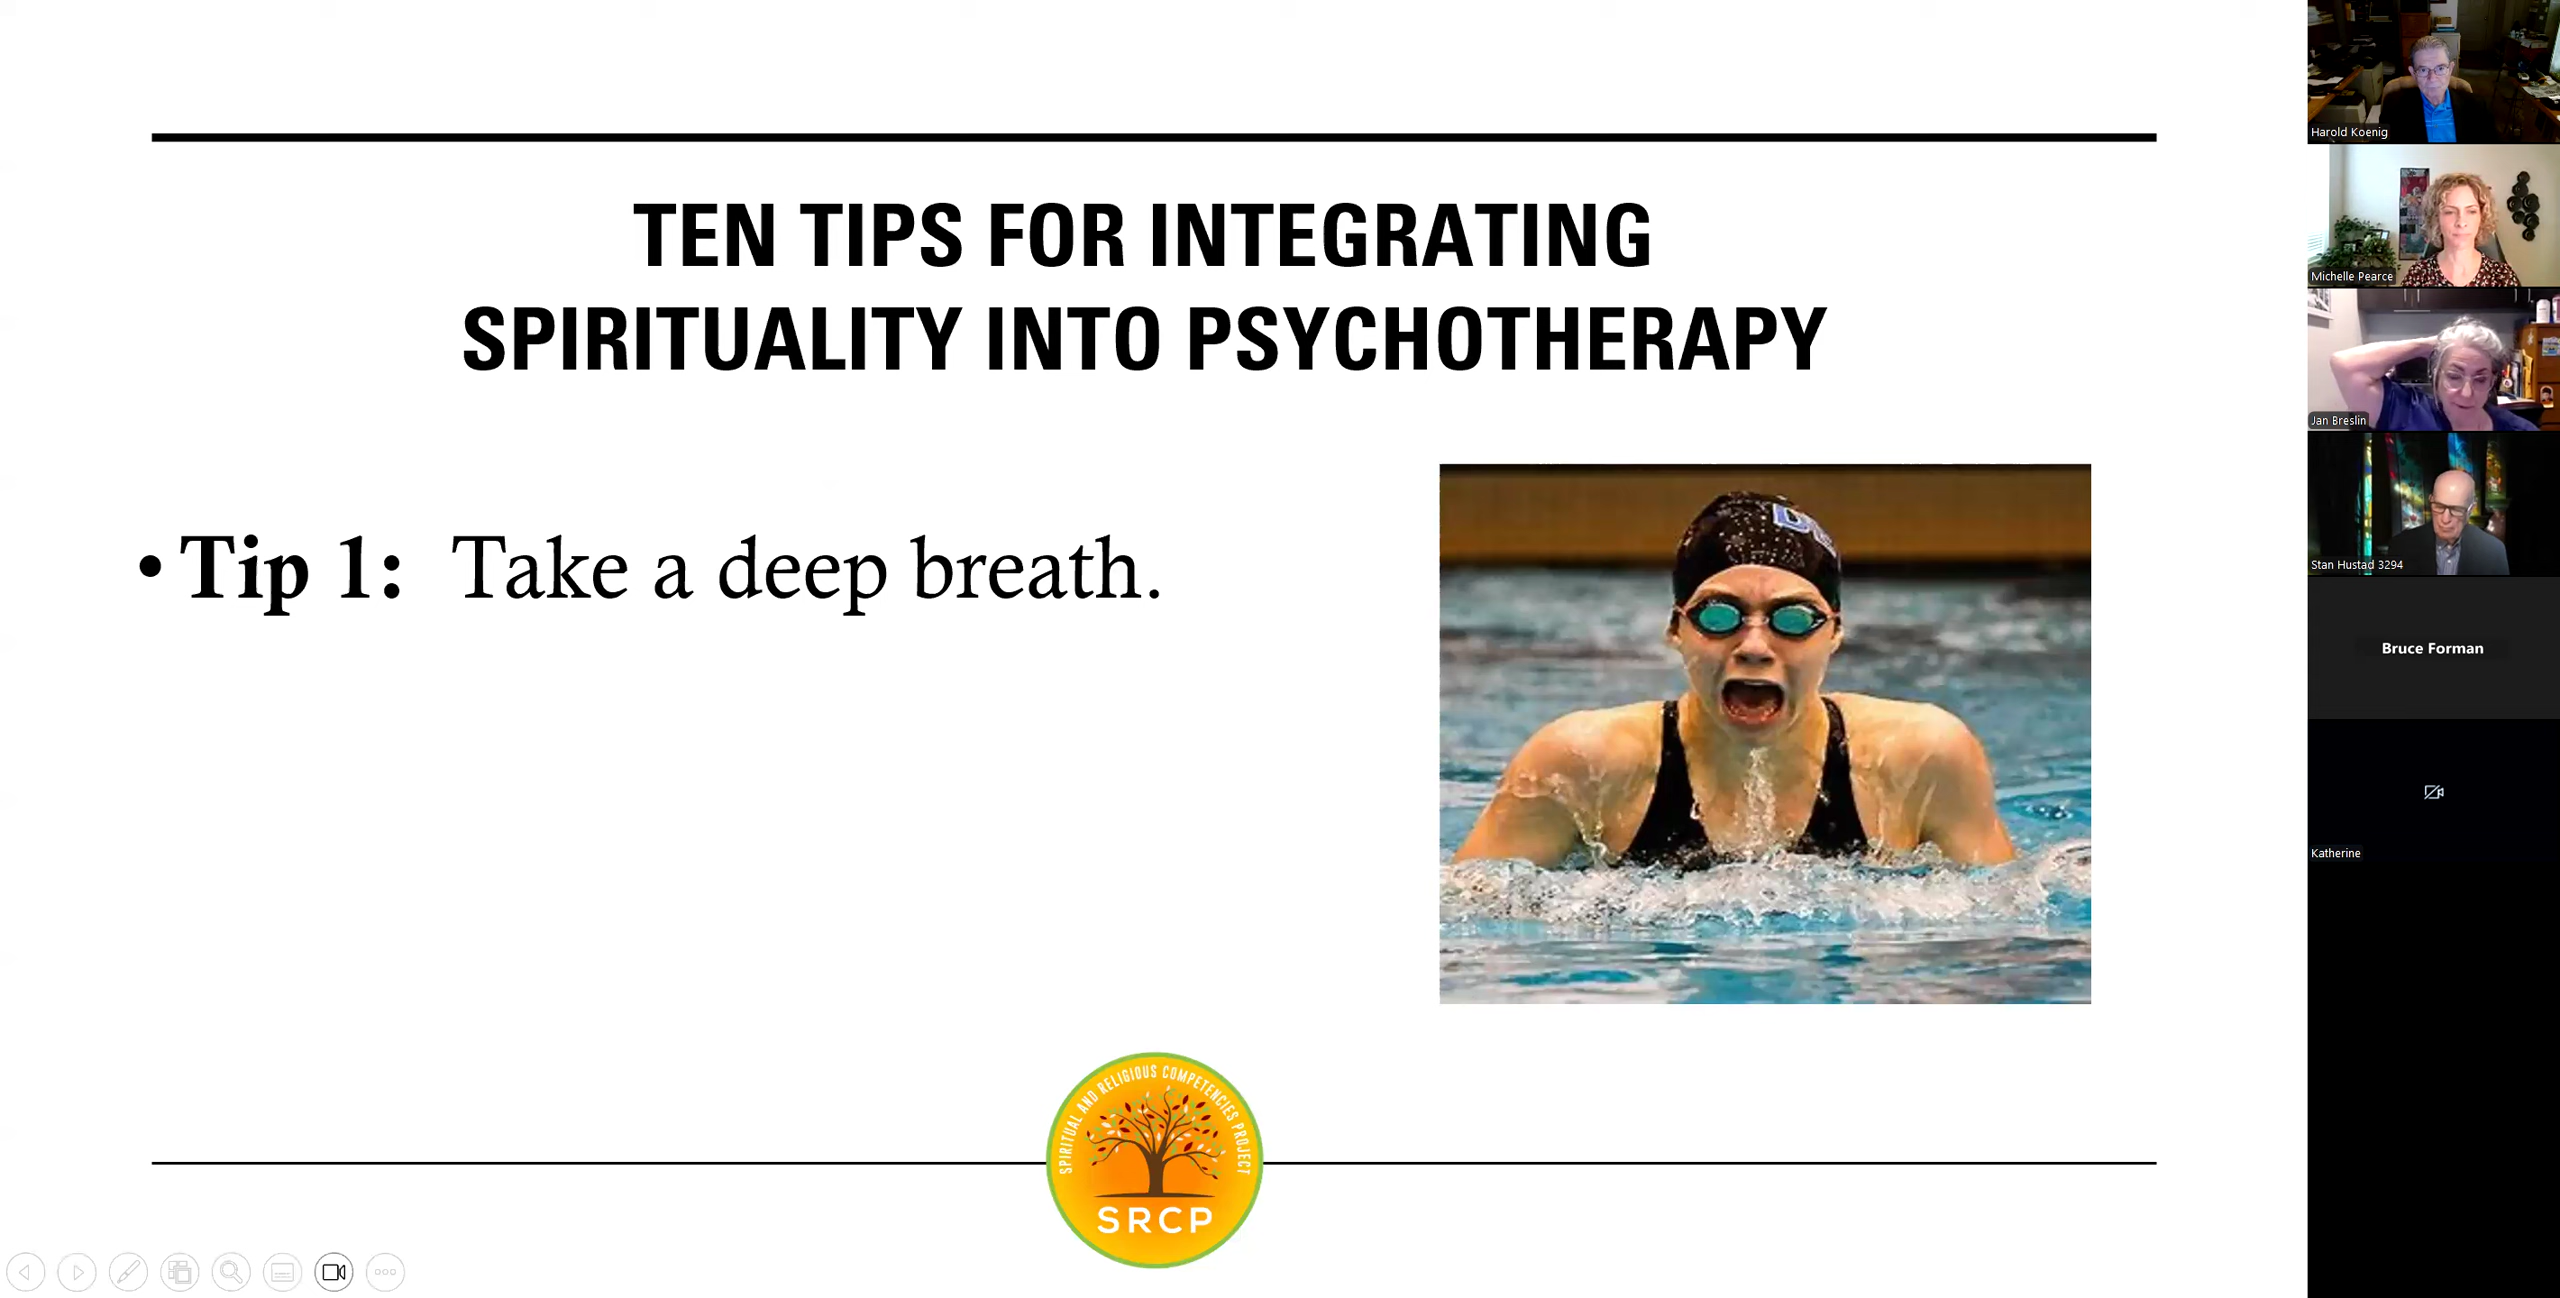 TEN TIPS FOR INTEGRATING
SPIRITUALITY INTO PSYCHOTHERAPY
• Tip 1: Take a deep breath.
SPIRITUAL AND RELIGIOUS COMPETENCIES PROJECT
SRCP
Harold Koenig
Michelle Pearce
Jan Breslin
Stan Hustad 3294
Bruce Forman
Katherine